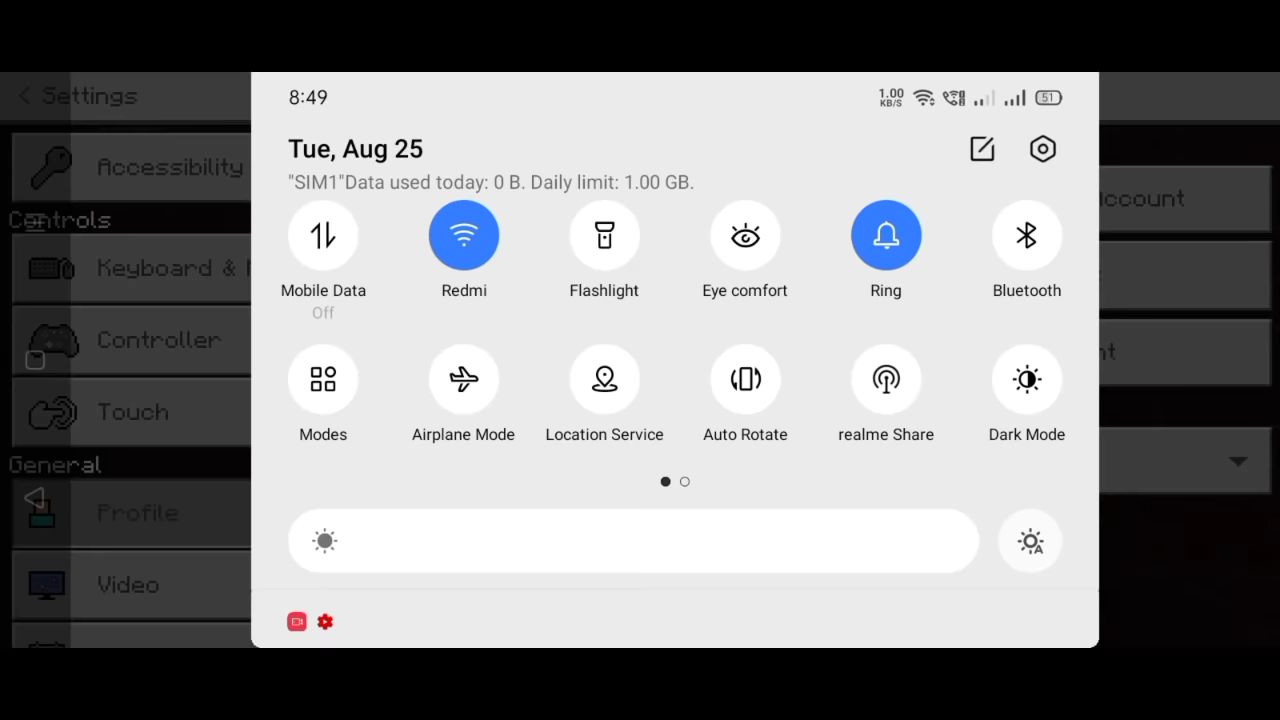 8:49
1.00
KB/S
51
Settings
Tue, Aug 25
Accessibility
"SIM1"Data used today: 0 B. Daily limit: 1.00 GB.
Controls
Keyboard &
Mobile Data
Off
Redmi
Flashlight
Eye comfort
Ring
Bluetooth
Controller
Touch
Modes
Airplane Mode
Location Service
Auto Rotate
realme Share
Dark Mode
General
Profile
Video
A